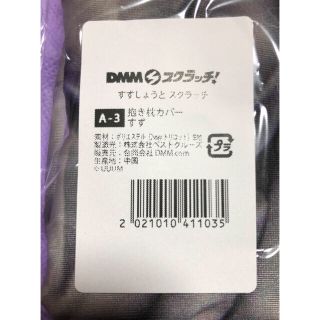 DMM スクラッチ!
すずしょうと スクラッチ
A-3 抱き枕カバー
すず
素材：ポリエステル
製造元：株式会社ベストクルーズ
販売元：合同会社DMM.com
生産地：中国
© UUUM
プラ
2 021010 411035